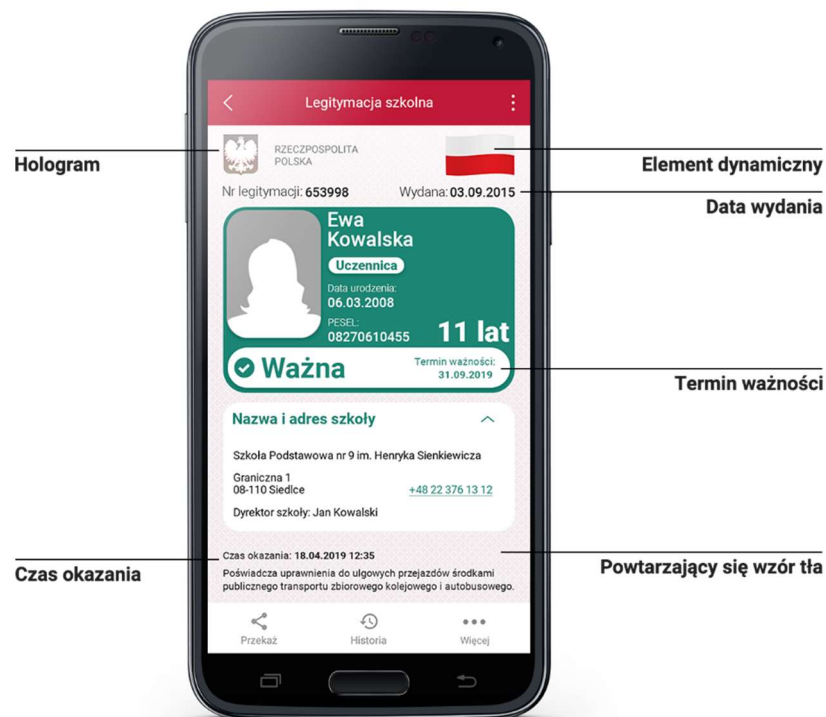 Legitymacja szkolna
Hologram
RZECZPOSPOLITA
POLSKA
Element dynamiczny
Nr legitymacji: 653998
Wydana: 03.09.2015
Data wydania
Ewa
Kowalska
Uczennica
Data urodzenia:
06.03.2008
PESEL:
08270610455
11 lat
Ważna
Termin ważności:
31.09.2019
Termin ważności
Nazwa i adres szkoły
Szkoła Podstawowa nr 9 im. Henryka Sienkiewicza
Graniczna 1
08-110 Siedlce
+48 22 376 13 12
Dyrektor szkoły: Jan Kowalski
Czas okazania: 18.04.2019 12:35
Czas okazania
Powtarzający się wzór tła
Poświadcza uprawnienia do ulgowych przejazdów środkami
publicznego transportu zbiorowego kolejowego i autobusowego.
Przekaż
Historia
Więcej